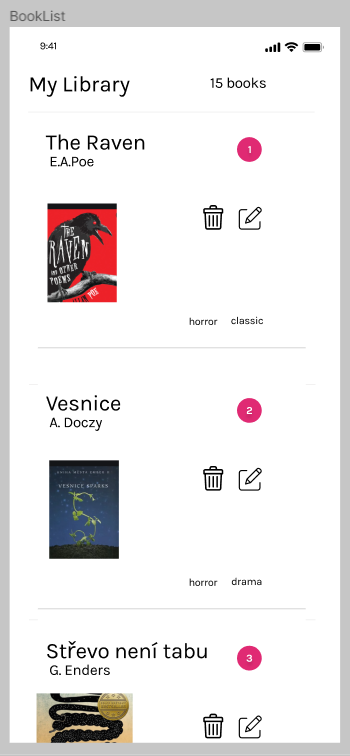 BookList
9:41
My Library 15 books
The Raven 1
E.A.Poe
THE
RAVEN
AND OTHER
POEMS
POE
horror classic
Vesnice 2
A. Doczy
VESNICE SPARKS
horror drama
Střevo není tabu 3
G. Enders